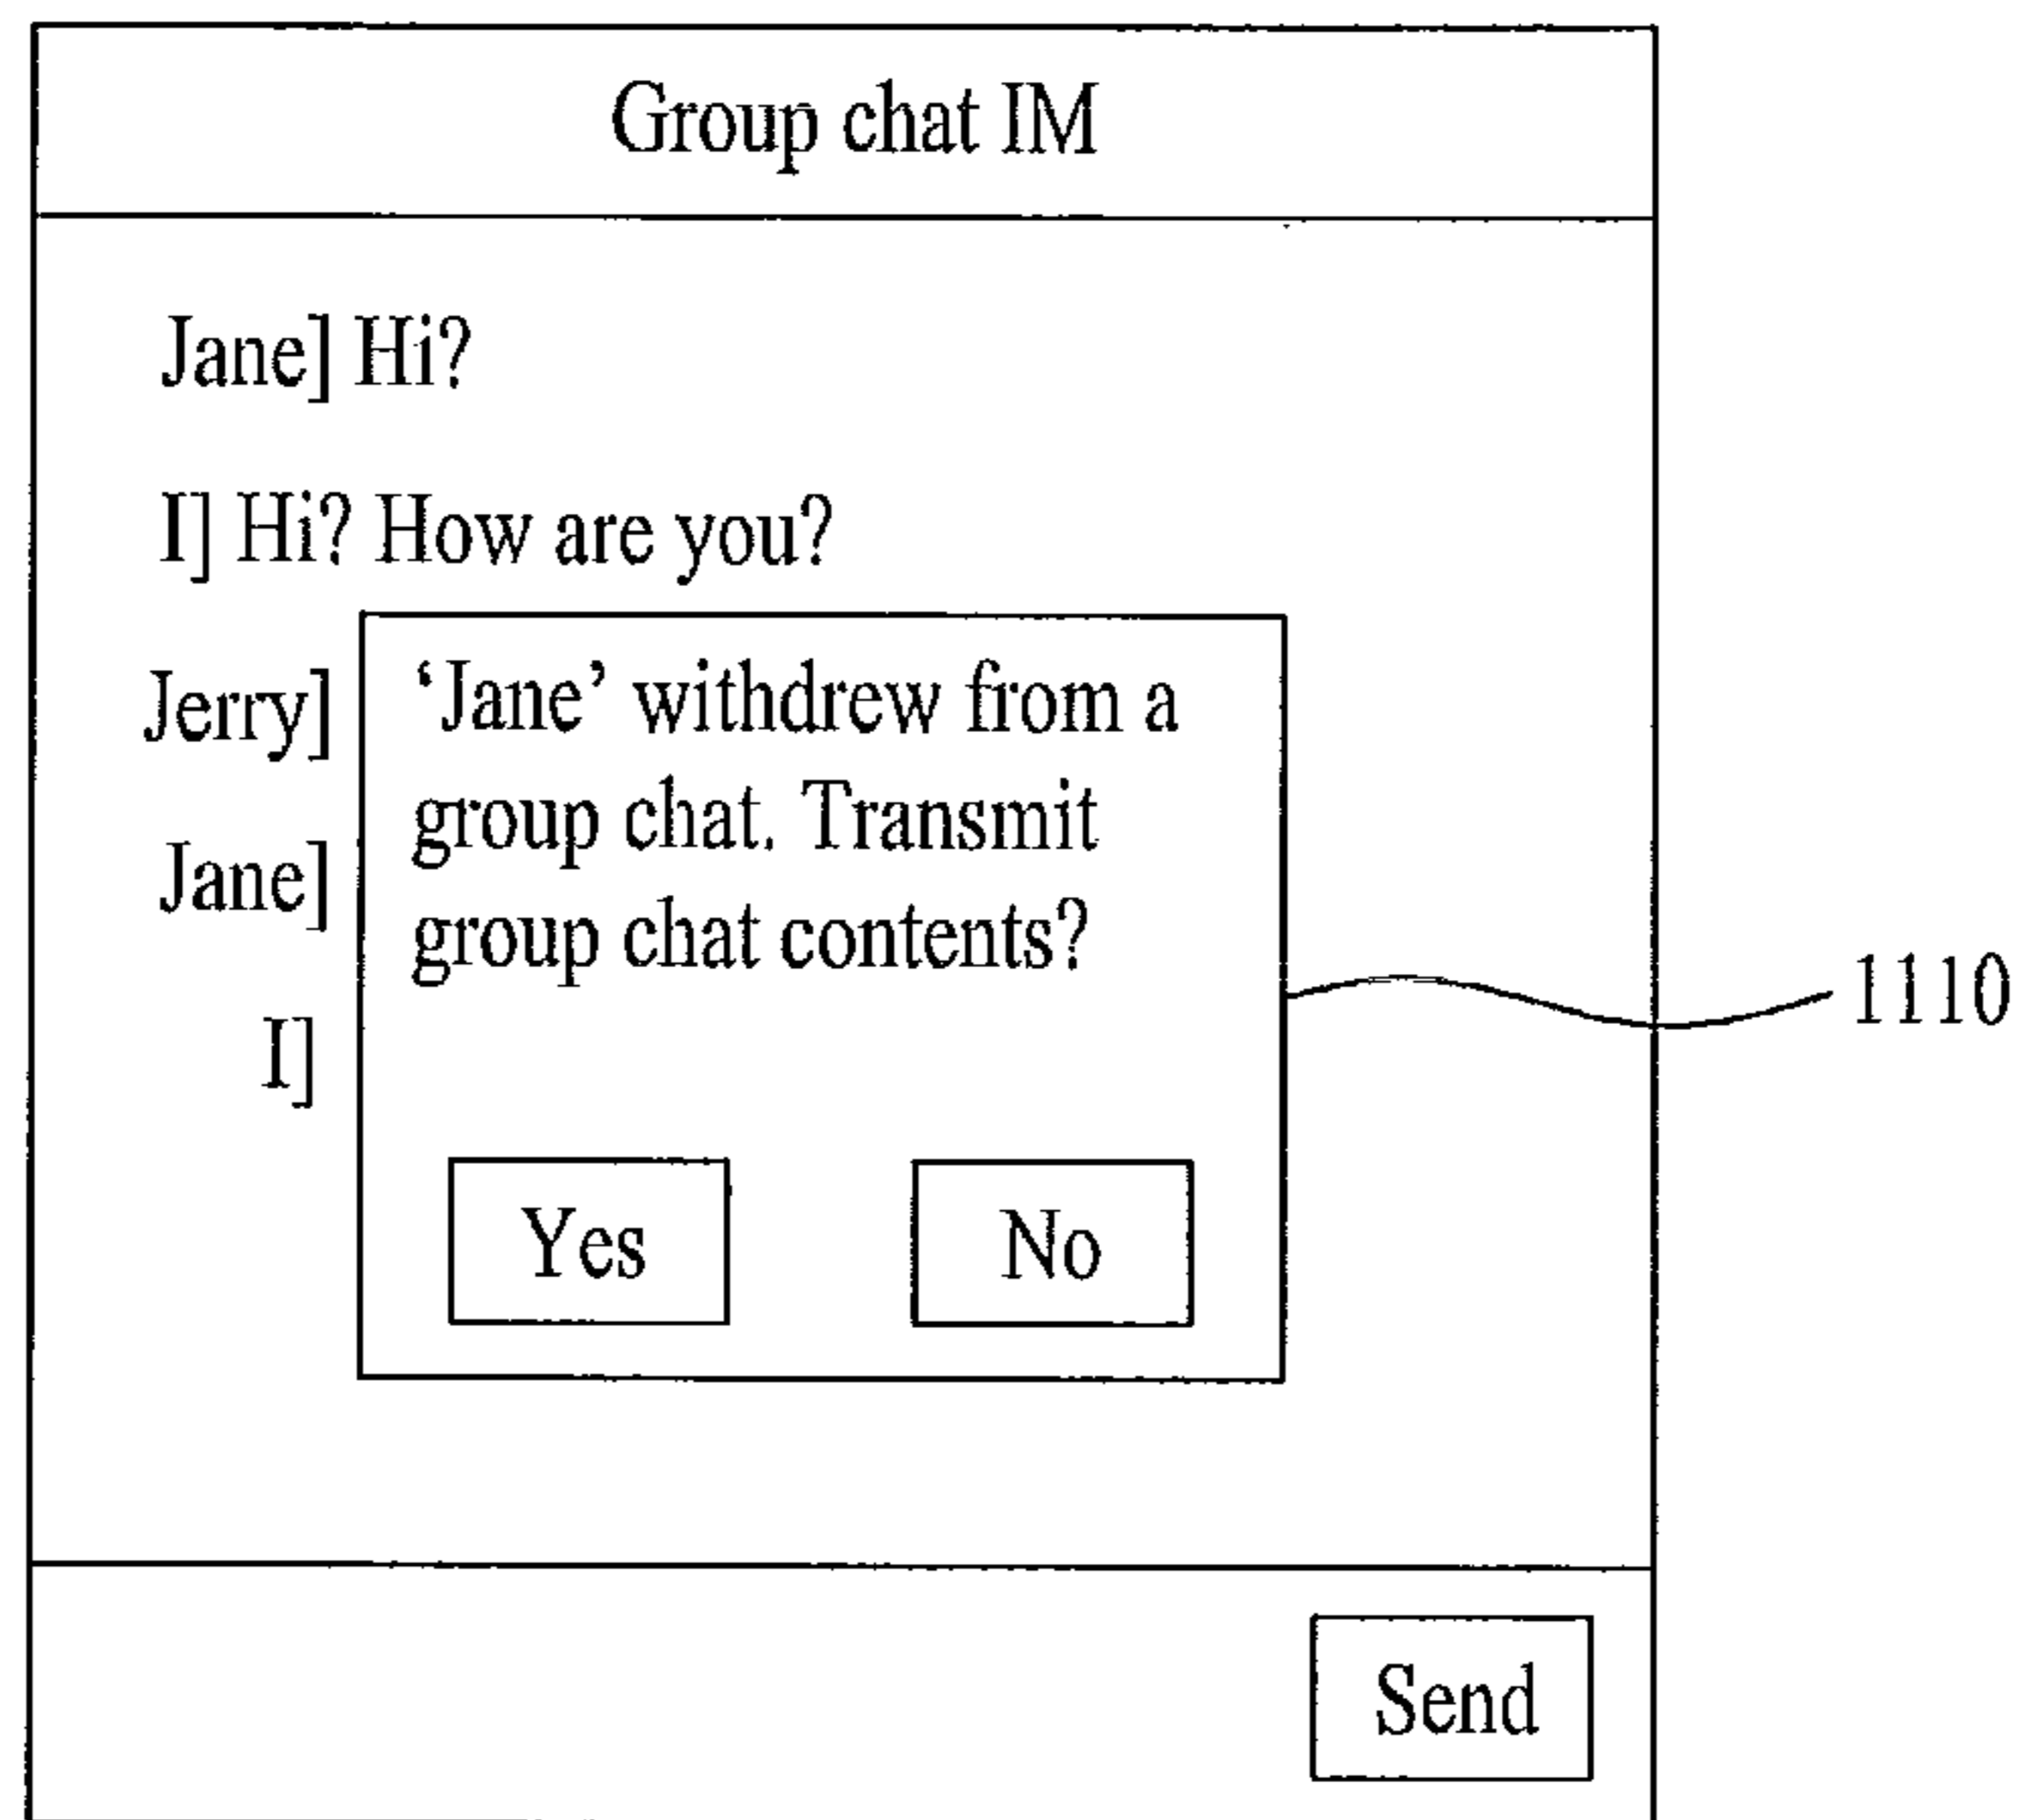 Group chat IM
Jane] Hi?
I] Hi? How are you?
Jerry]
Jane]
I]
‘Jane’ withdrew from a
group chat. Transmit
group chat contents?
Yes No
1110
Send